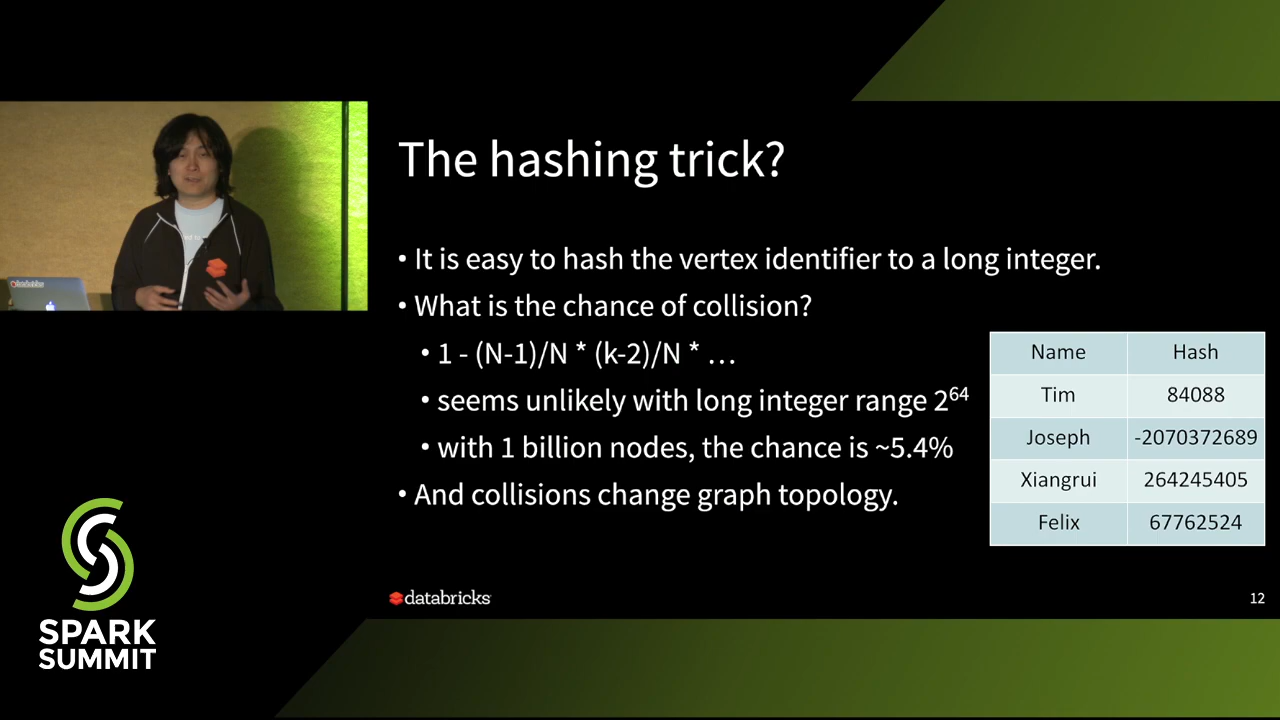 The hashing trick?
• It is easy to hash the vertex identifier to a long integer.
• What is the chance of collision?
• 1 - (N-1)/N * (k-2)/N * …
• seems unlikely with long integer range 2⁶⁴
• with 1 billion nodes, the chance is ~5.4%
• And collisions change graph topology.
Name Hash
Tim 84088
Joseph -2070372689
Xiangrui 264245405
Felix 67762524
databricks
12
SPARK
SUMMIT